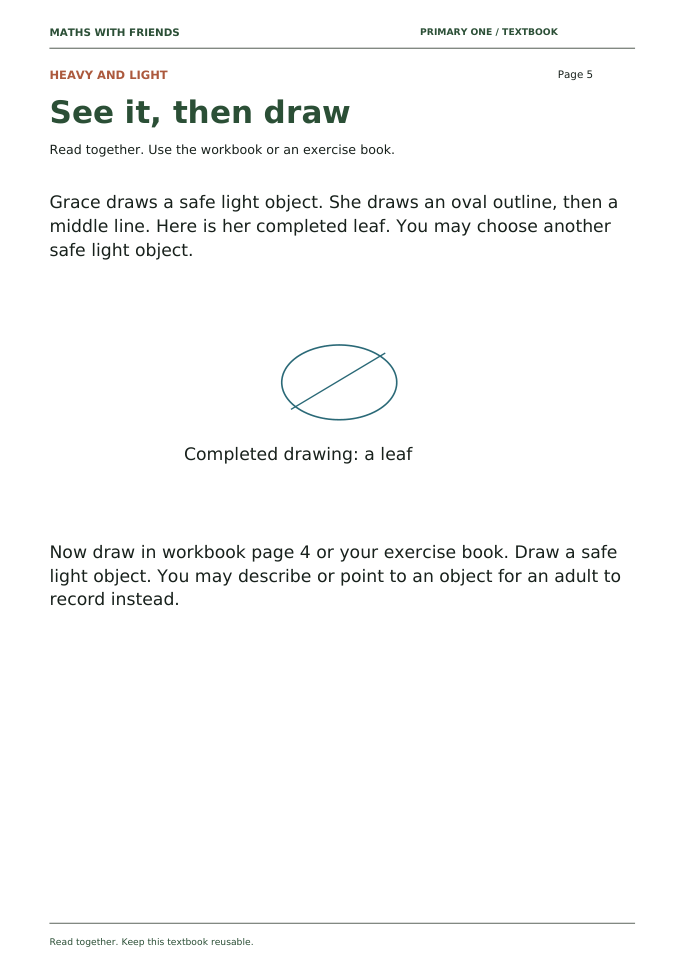 MATHS WITH FRIENDS
PRIMARY ONE / TEXTBOOK
HEAVY AND LIGHT
Page 5
See it, then draw
Read together. Use the workbook or an exercise book.
Grace draws a safe light object. She draws an oval outline, then a
middle line. Here is her completed leaf. You may choose another
safe light object.
Completed drawing: a leaf
Now draw in workbook page 4 or your exercise book. Draw a safe
light object. You may describe or point to an object for an adult to
record instead.
Read together. Keep this textbook reusable.